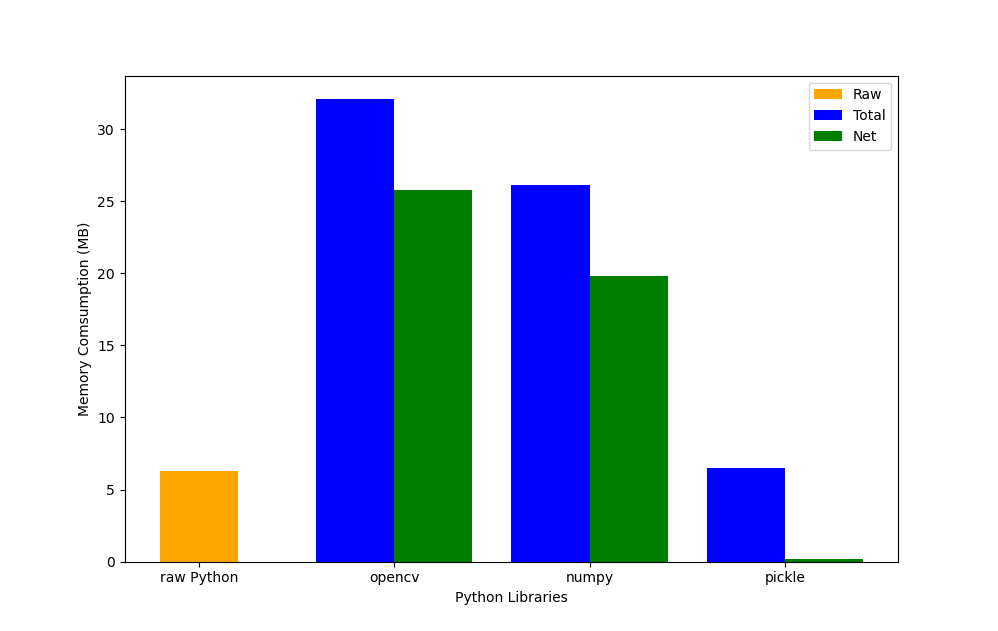 Raw
Total
Net
Memory Comsumption (MB)
30
25
20
15
10
5
0
raw Python
opencv
numpy
pickle
Python Libraries